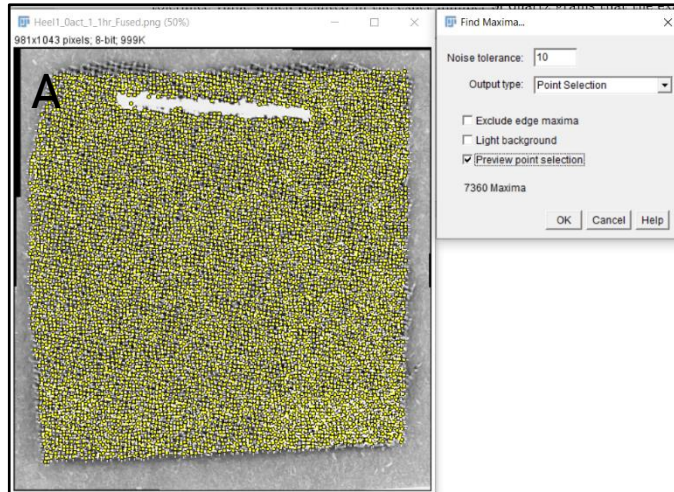 Heel1_0act_1_1hr_Fused.png (50%)
981x1043 pixels; 8-bit; 999K
A
Find Maxima...
Noise tolerance: 10
Output type: Point Selection
Exclude edge maxima
Light background
Preview point selection
7360 Maxima
OK Cancel Help